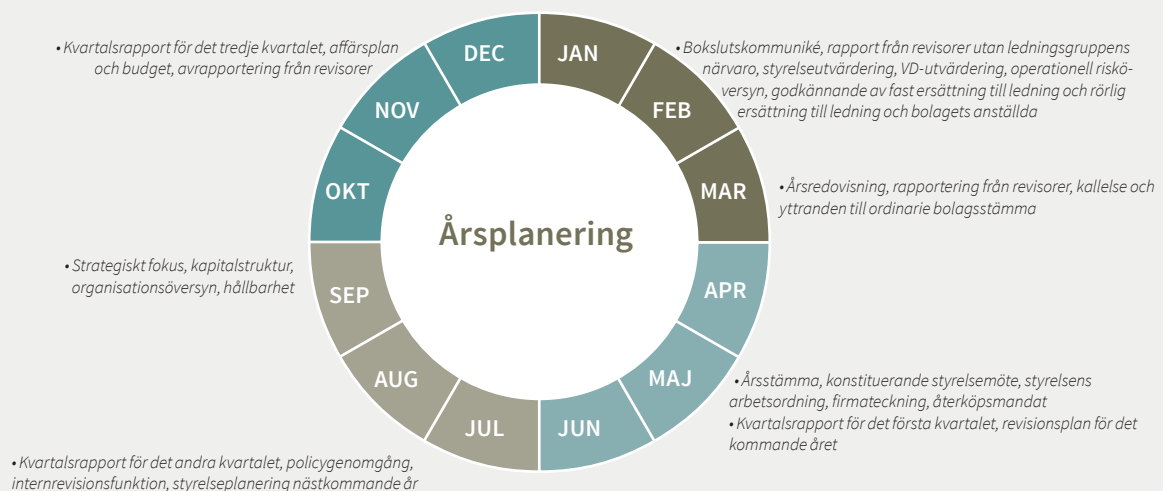 Årsplanering
JAN
FEB
MAR
APR
MAJ
JUN
JUL
AUG
SEP
OKT
NOV
DEC
• Bokslutskommuniké, rapport från revisorer utan ledningsgruppens
närvaro, styrelseutvärdering, VD-utvärdering, operationell riskö-
versyn, godkännande av fast ersättning till ledning och rörlig
ersättning till ledning och bolagets anställda
• Årsredovisning, rapportering från revisorer, kallelse och
yttranden till ordinarie bolagsstämma
• Årsstämma, konstituerande styrelsemöte, styrelsens
arbetsordning, firmateckning, återköpsmandat
• Kvartalsrapport för det första kvartalet, revisionsplan för det
kommande året
• Kvartalsrapport för det andra kvartalet, policygenomgång,
internrevisionsfunktion, styrelseplanering nästkommande år
• Strategiskt fokus, kapitalstruktur,
organisationsöversyn, hållbarhet
• Kvartalsrapport för det tredje kvartalet, affärsplan
och budget, avrapportering från revisorer